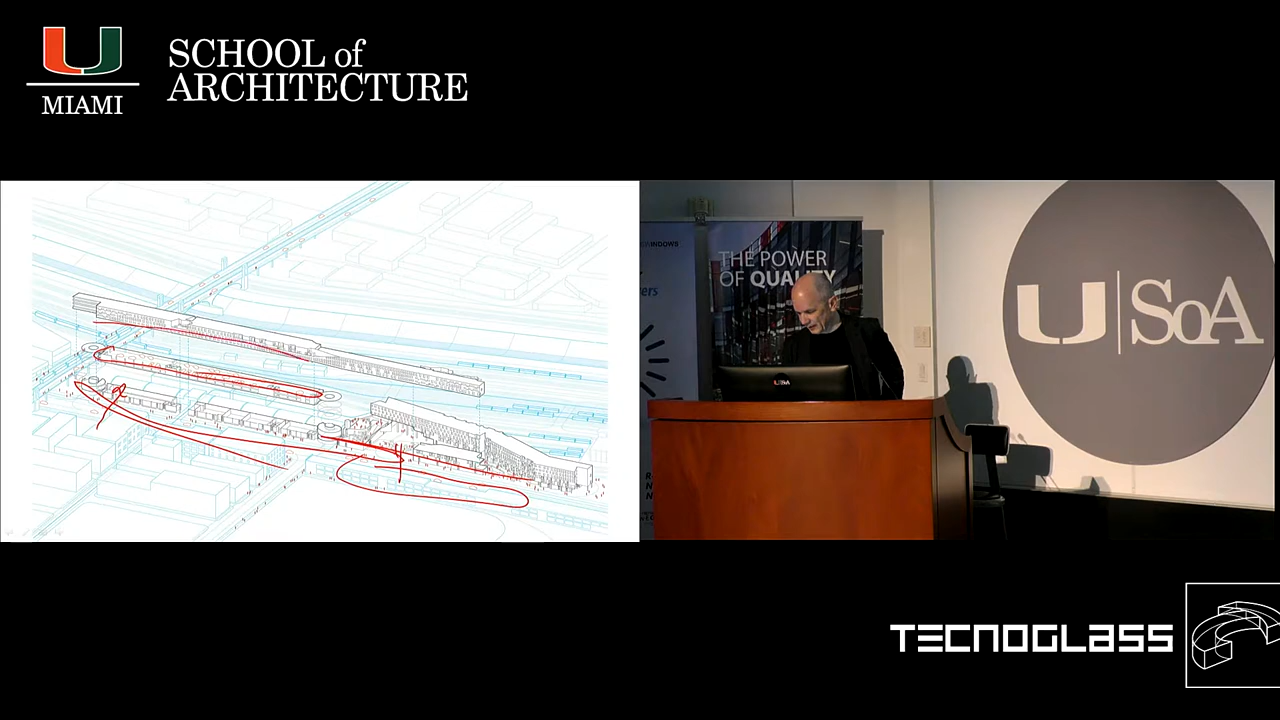 MIAMI
SCHOOL of
ARCHITECTURE
THE POWER
OF QUALITY
U SoA
TECNOGLASS